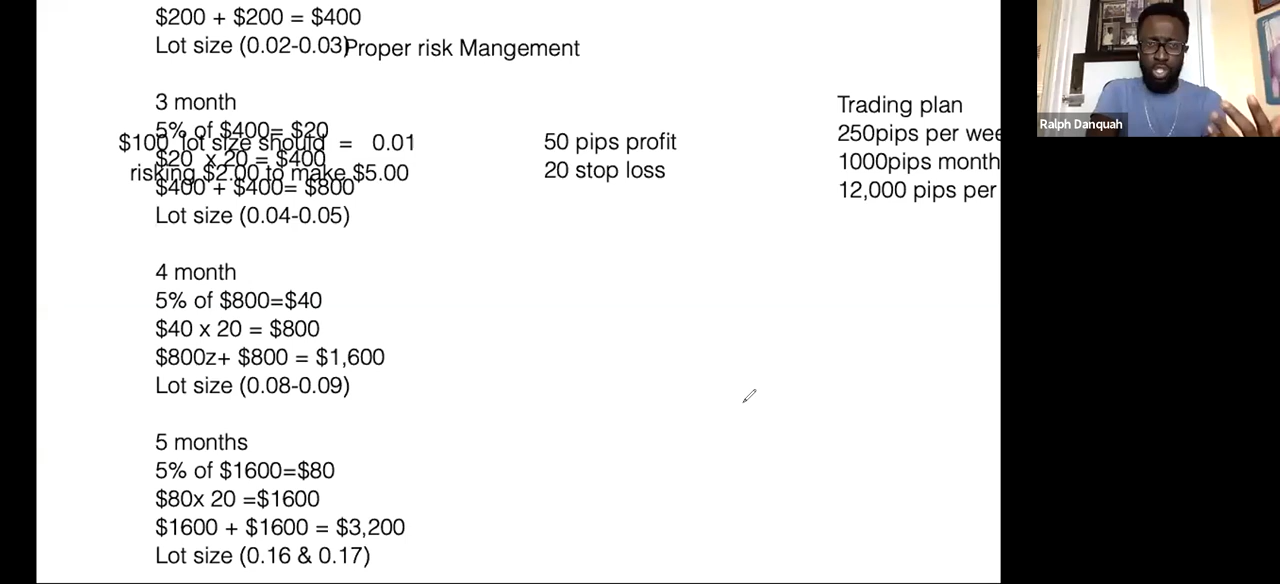 $200 + $200 = $400
Lot size (0.02-0.03)
Proper risk Mangement
3 month
5% of $400= $20
$20 x 20 = $400
$400 + $400= $800
Lot size (0.04-0.05)
$100 lot size should = 0.01
risking $2.00 to make $5.00
50 pips profit
20 stop loss
Trading plan
250pips per wee
1000pips month
12,000 pips per
4 month
5% of $800=$40
$40 x 20 = $800
$800z+ $800 = $1,600
Lot size (0.08-0.09)
5 months
5% of $1600=$80
$80x 20 =$1600
$1600 + $1600 = $3,200
Lot size (0.16 & 0.17)
Ralph Danquah